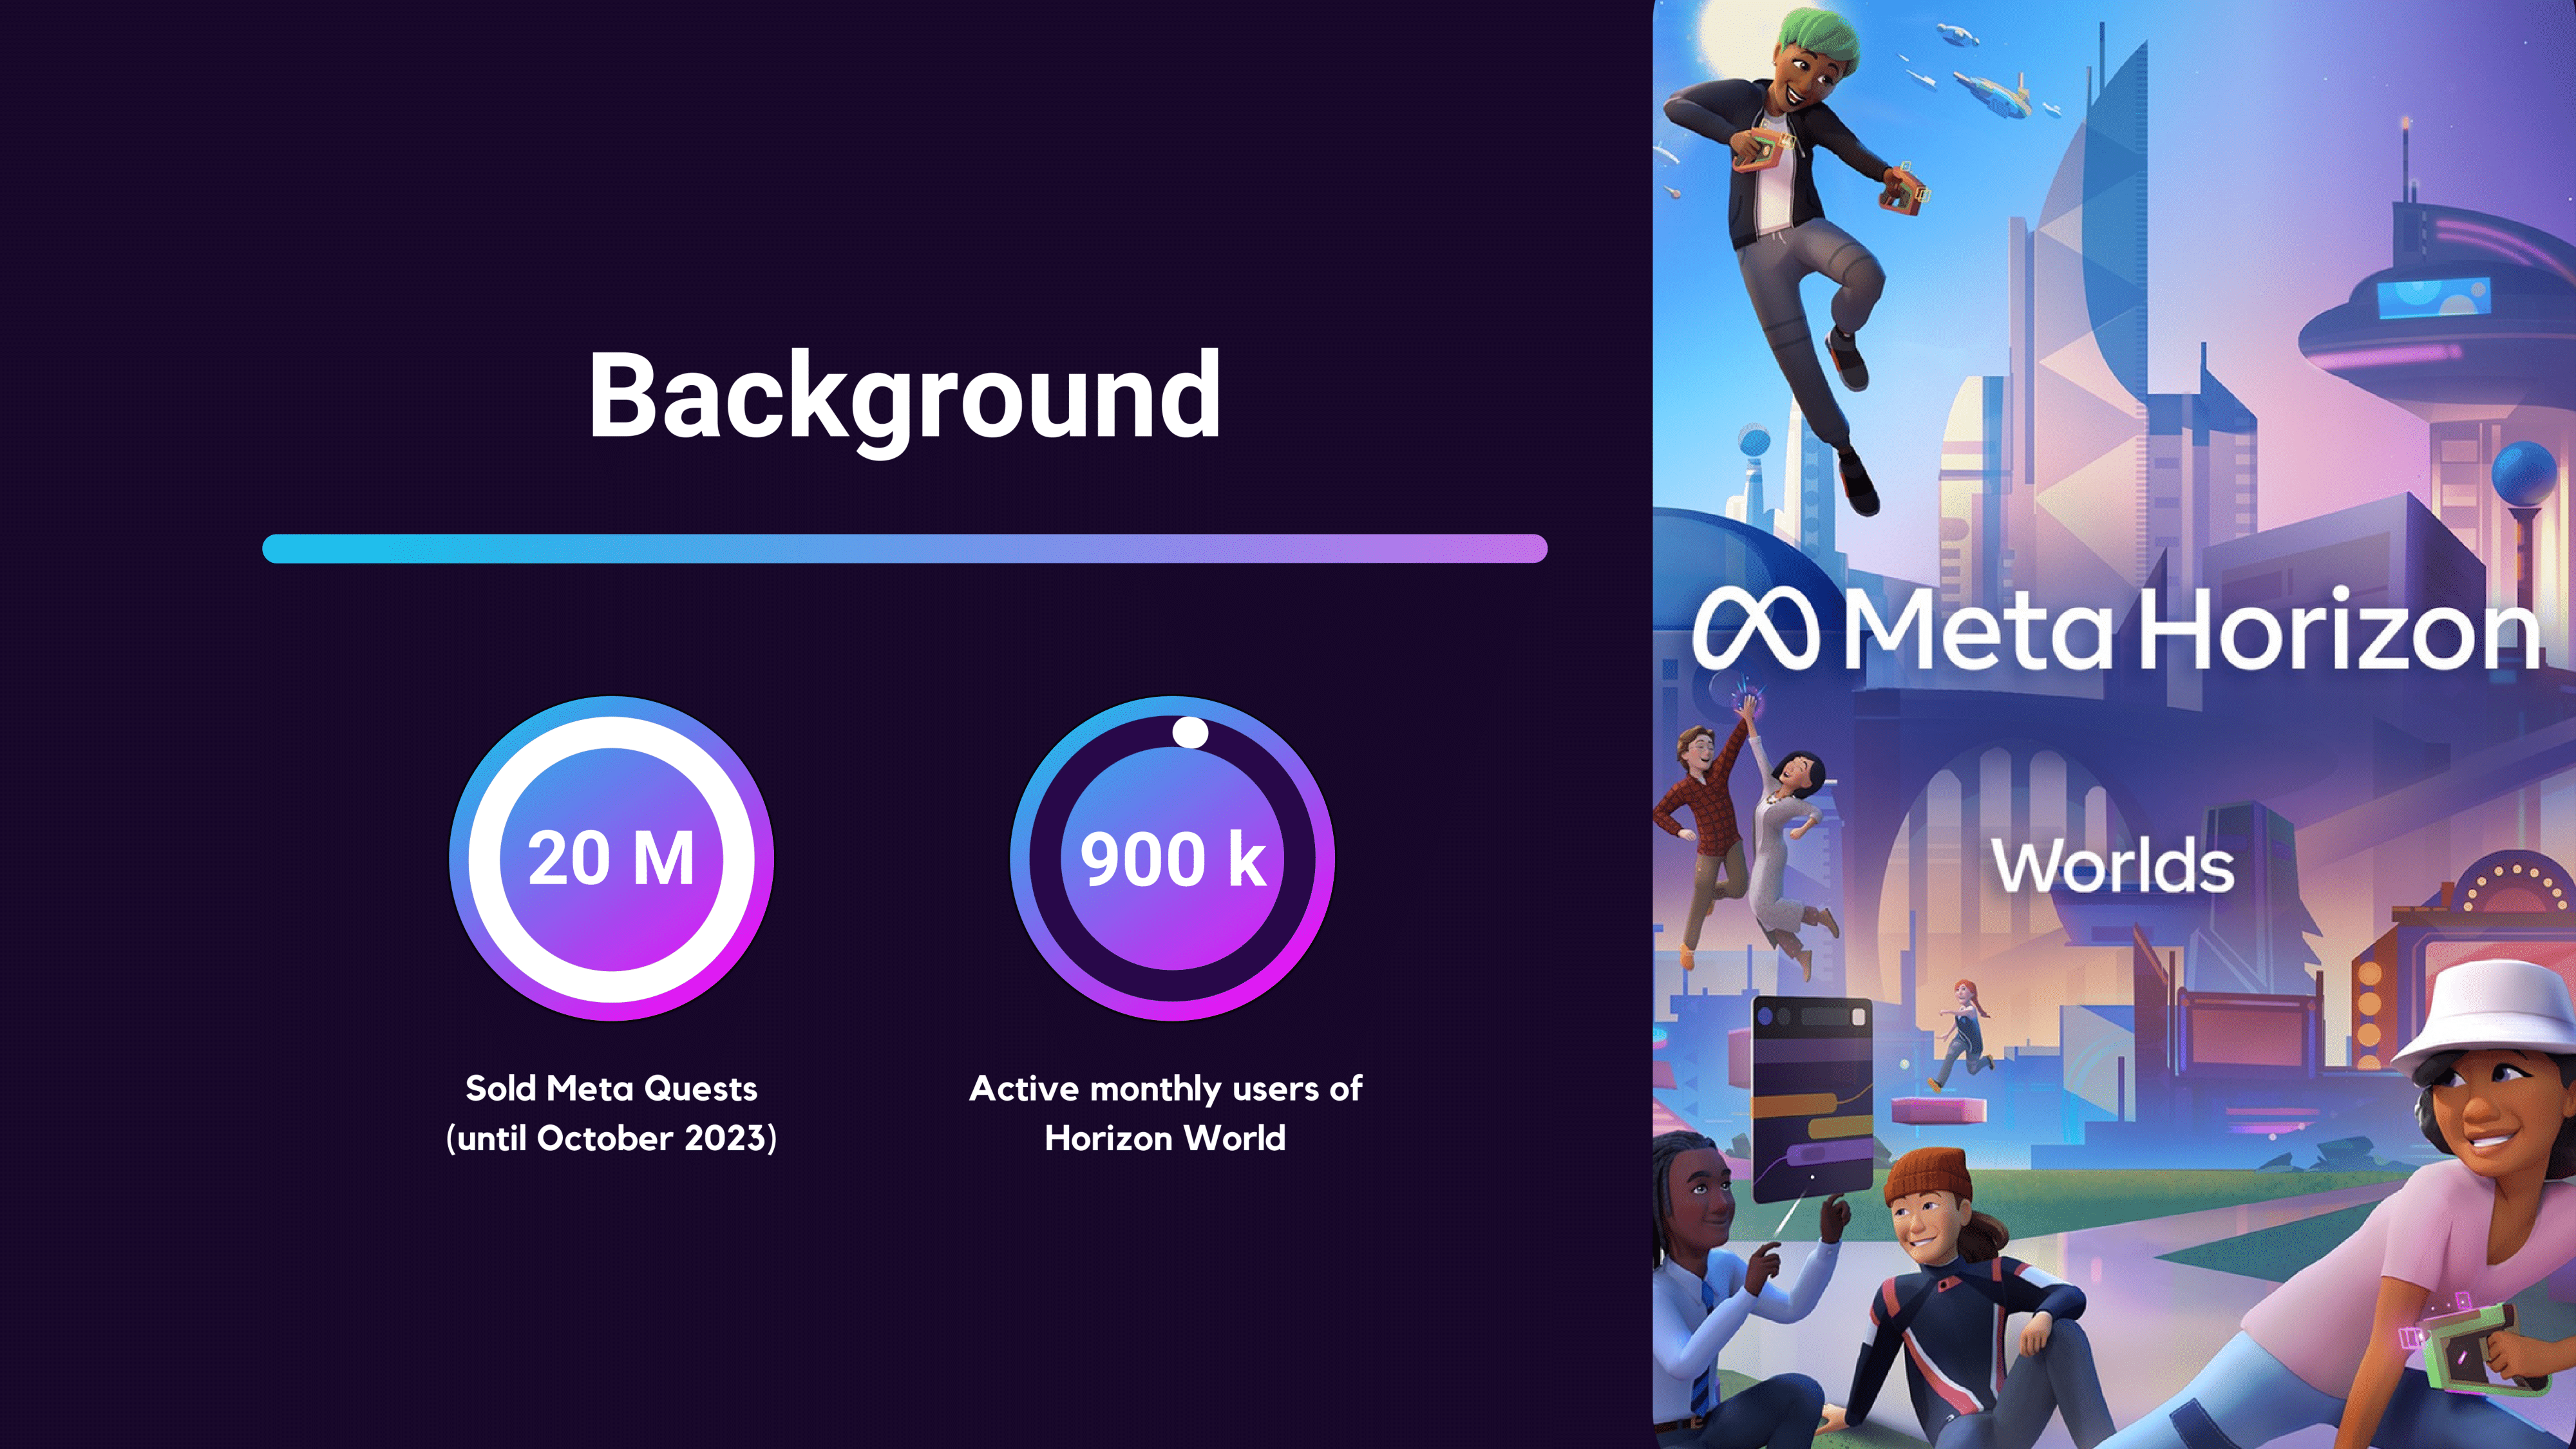 Background
20 M
900 k
Sold Meta Quests
(until October 2023)
Active monthly users of
Horizon World
Meta Horizon
Worlds